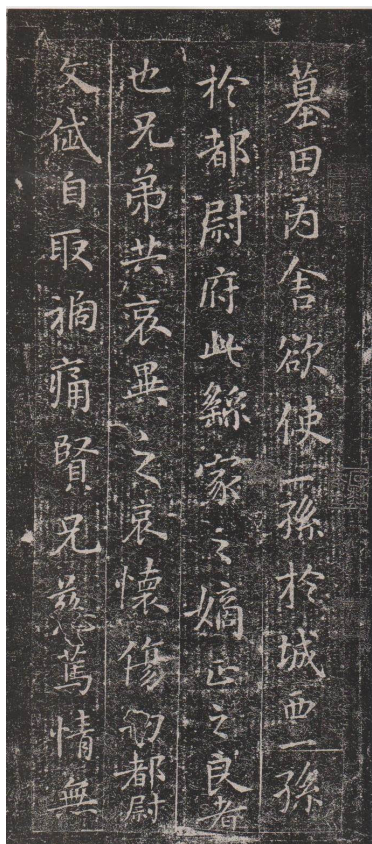 墓田丙舍欲使一孫於城西一孫
於都尉府此繇家之嫡正之良者
也兄弟共哀異之哀懷傷切都尉
文岱自取禍痛賢兄慈篤情無